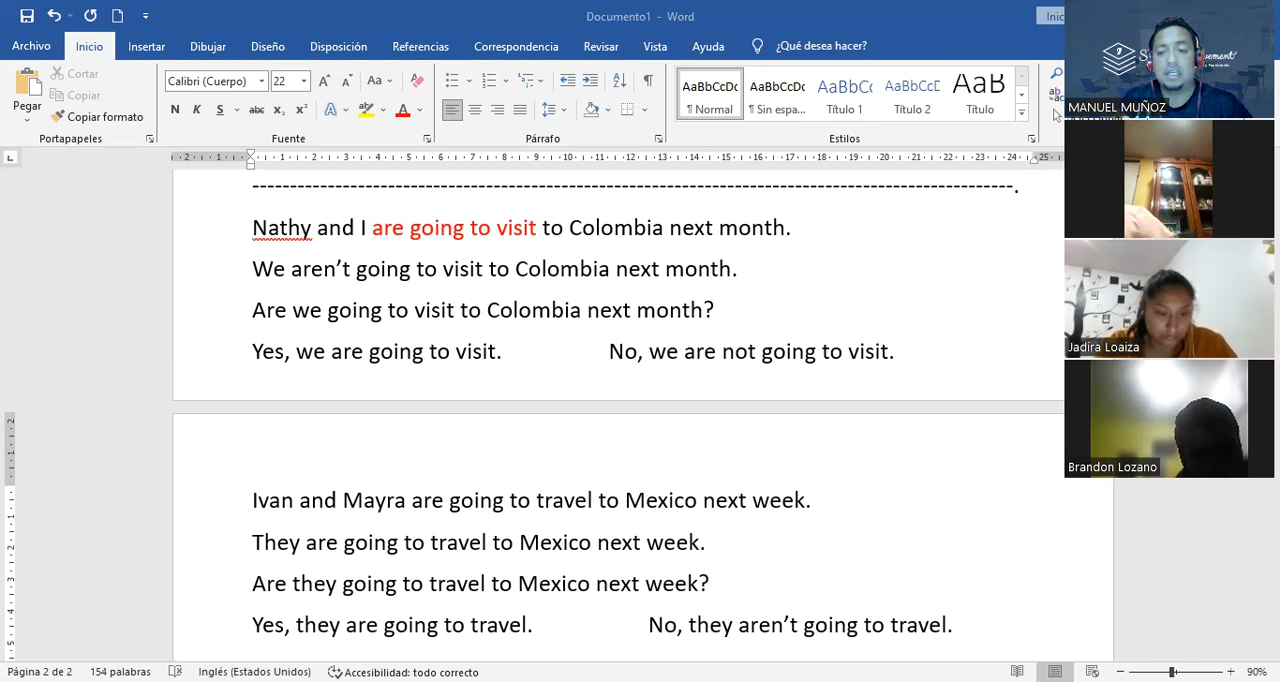 Documento1 - Word
Inic
Archivo Inicio Insertar Dibujar Diseño Disposición Referencias Correspondencia Revisar Vista Ayuda ¿Qué desea hacer?
Pegar
Cortar
Copiar
Copiar formato
Portapapeles
Calibri (Cuerpo) 22
Fuente
Párrafo
AaBbCcDc AaBbCcDc AaBbCc AaBbCcC AaB
¶ Normal ¶ Sin espa... Título 1 Título 2 Título
Estilos
MANUEL MUÑOZ
Jadira Loaiza
Brandon Lozano
Nathy and I are going to visit to Colombia next month.
We aren’t going to visit to Colombia next month.
Are we going to visit to Colombia next month?
Yes, we are going to visit. No, we are not going to visit.
Ivan and Mayra are going to travel to Mexico next week.
They are going to travel to Mexico next week.
Are they going to travel to Mexico next week?
Yes, they are going to travel. No, they aren’t going to travel.
Página 2 de 2 154 palabras Inglés (Estados Unidos) Accesibilidad: todo correcto 90%